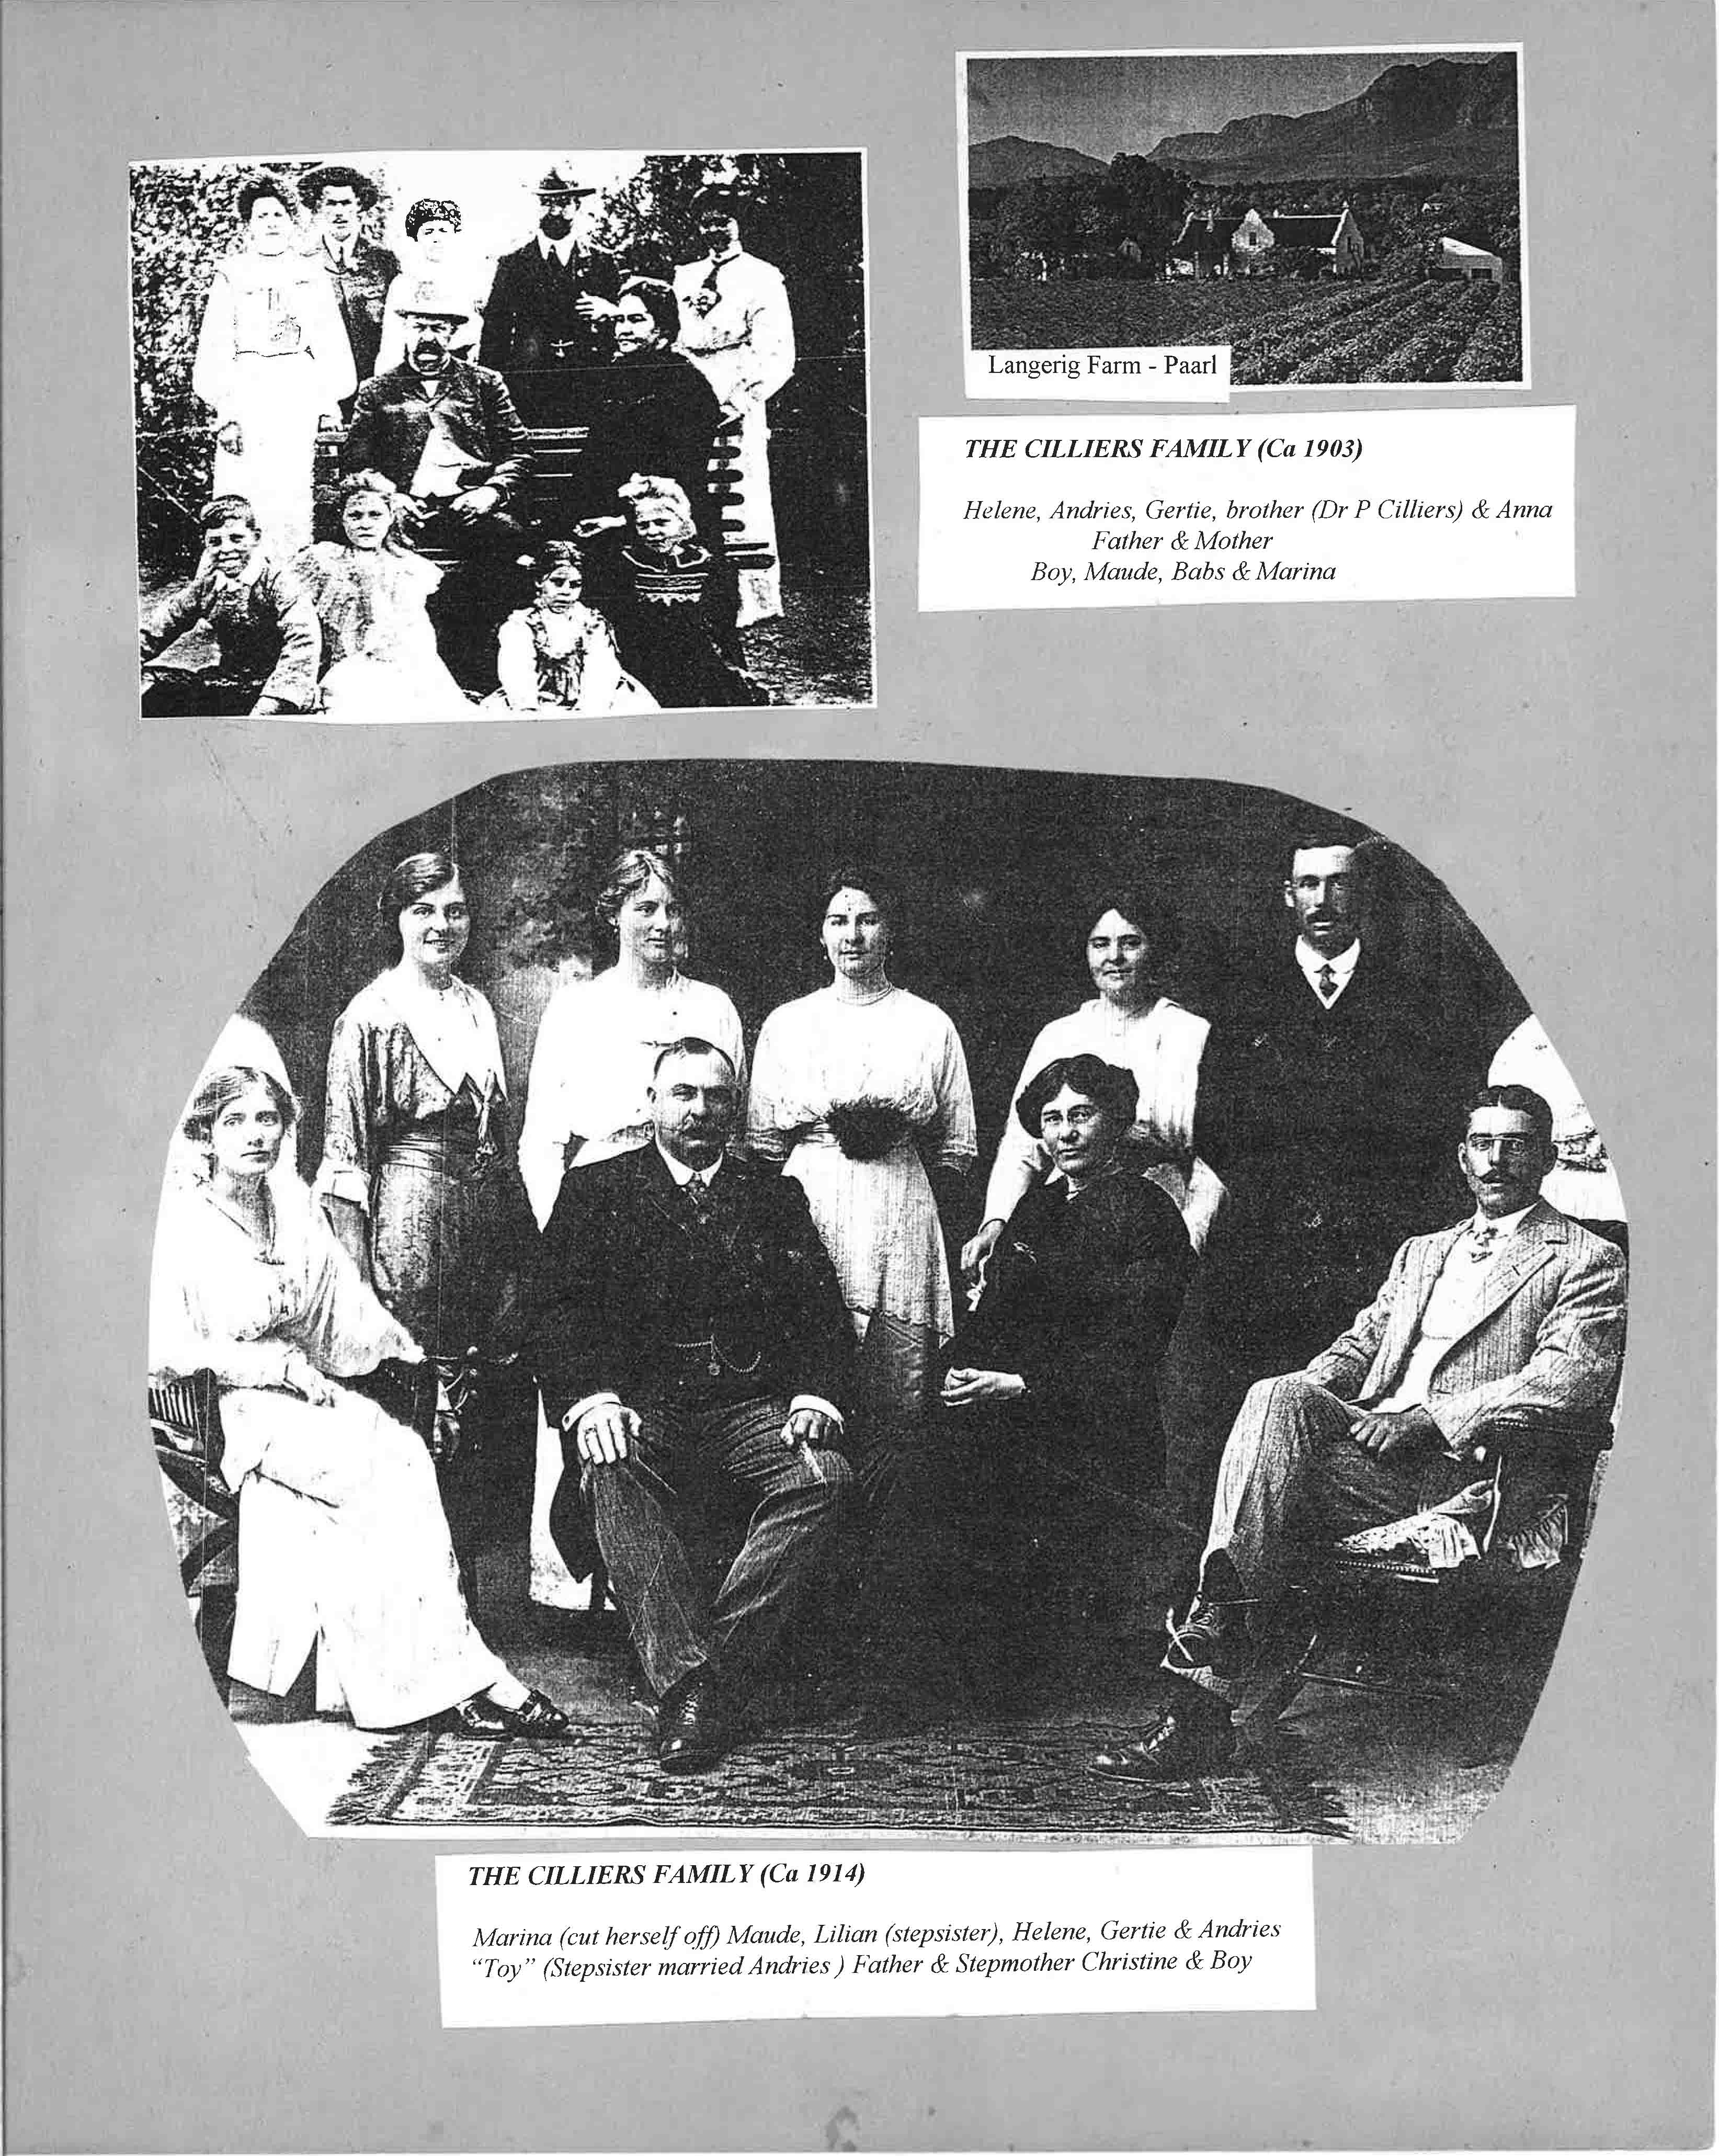 Langerig Farm - Paarl
THE CILLIERS FAMILY (Ca 1903)
Helene, Andries, Gertie, brother (Dr P Cilliers) & Anna
Father & Mother
Boy, Maude, Babs & Marina
THE CILLIERS FAMILY (Ca 1914)
Marina (cut herself off) Maude, Lilian (stepsister), Helene, Gertie & Andries
“Toy” (Stepsister married Andries ) Father & Stepmother Christine & Boy